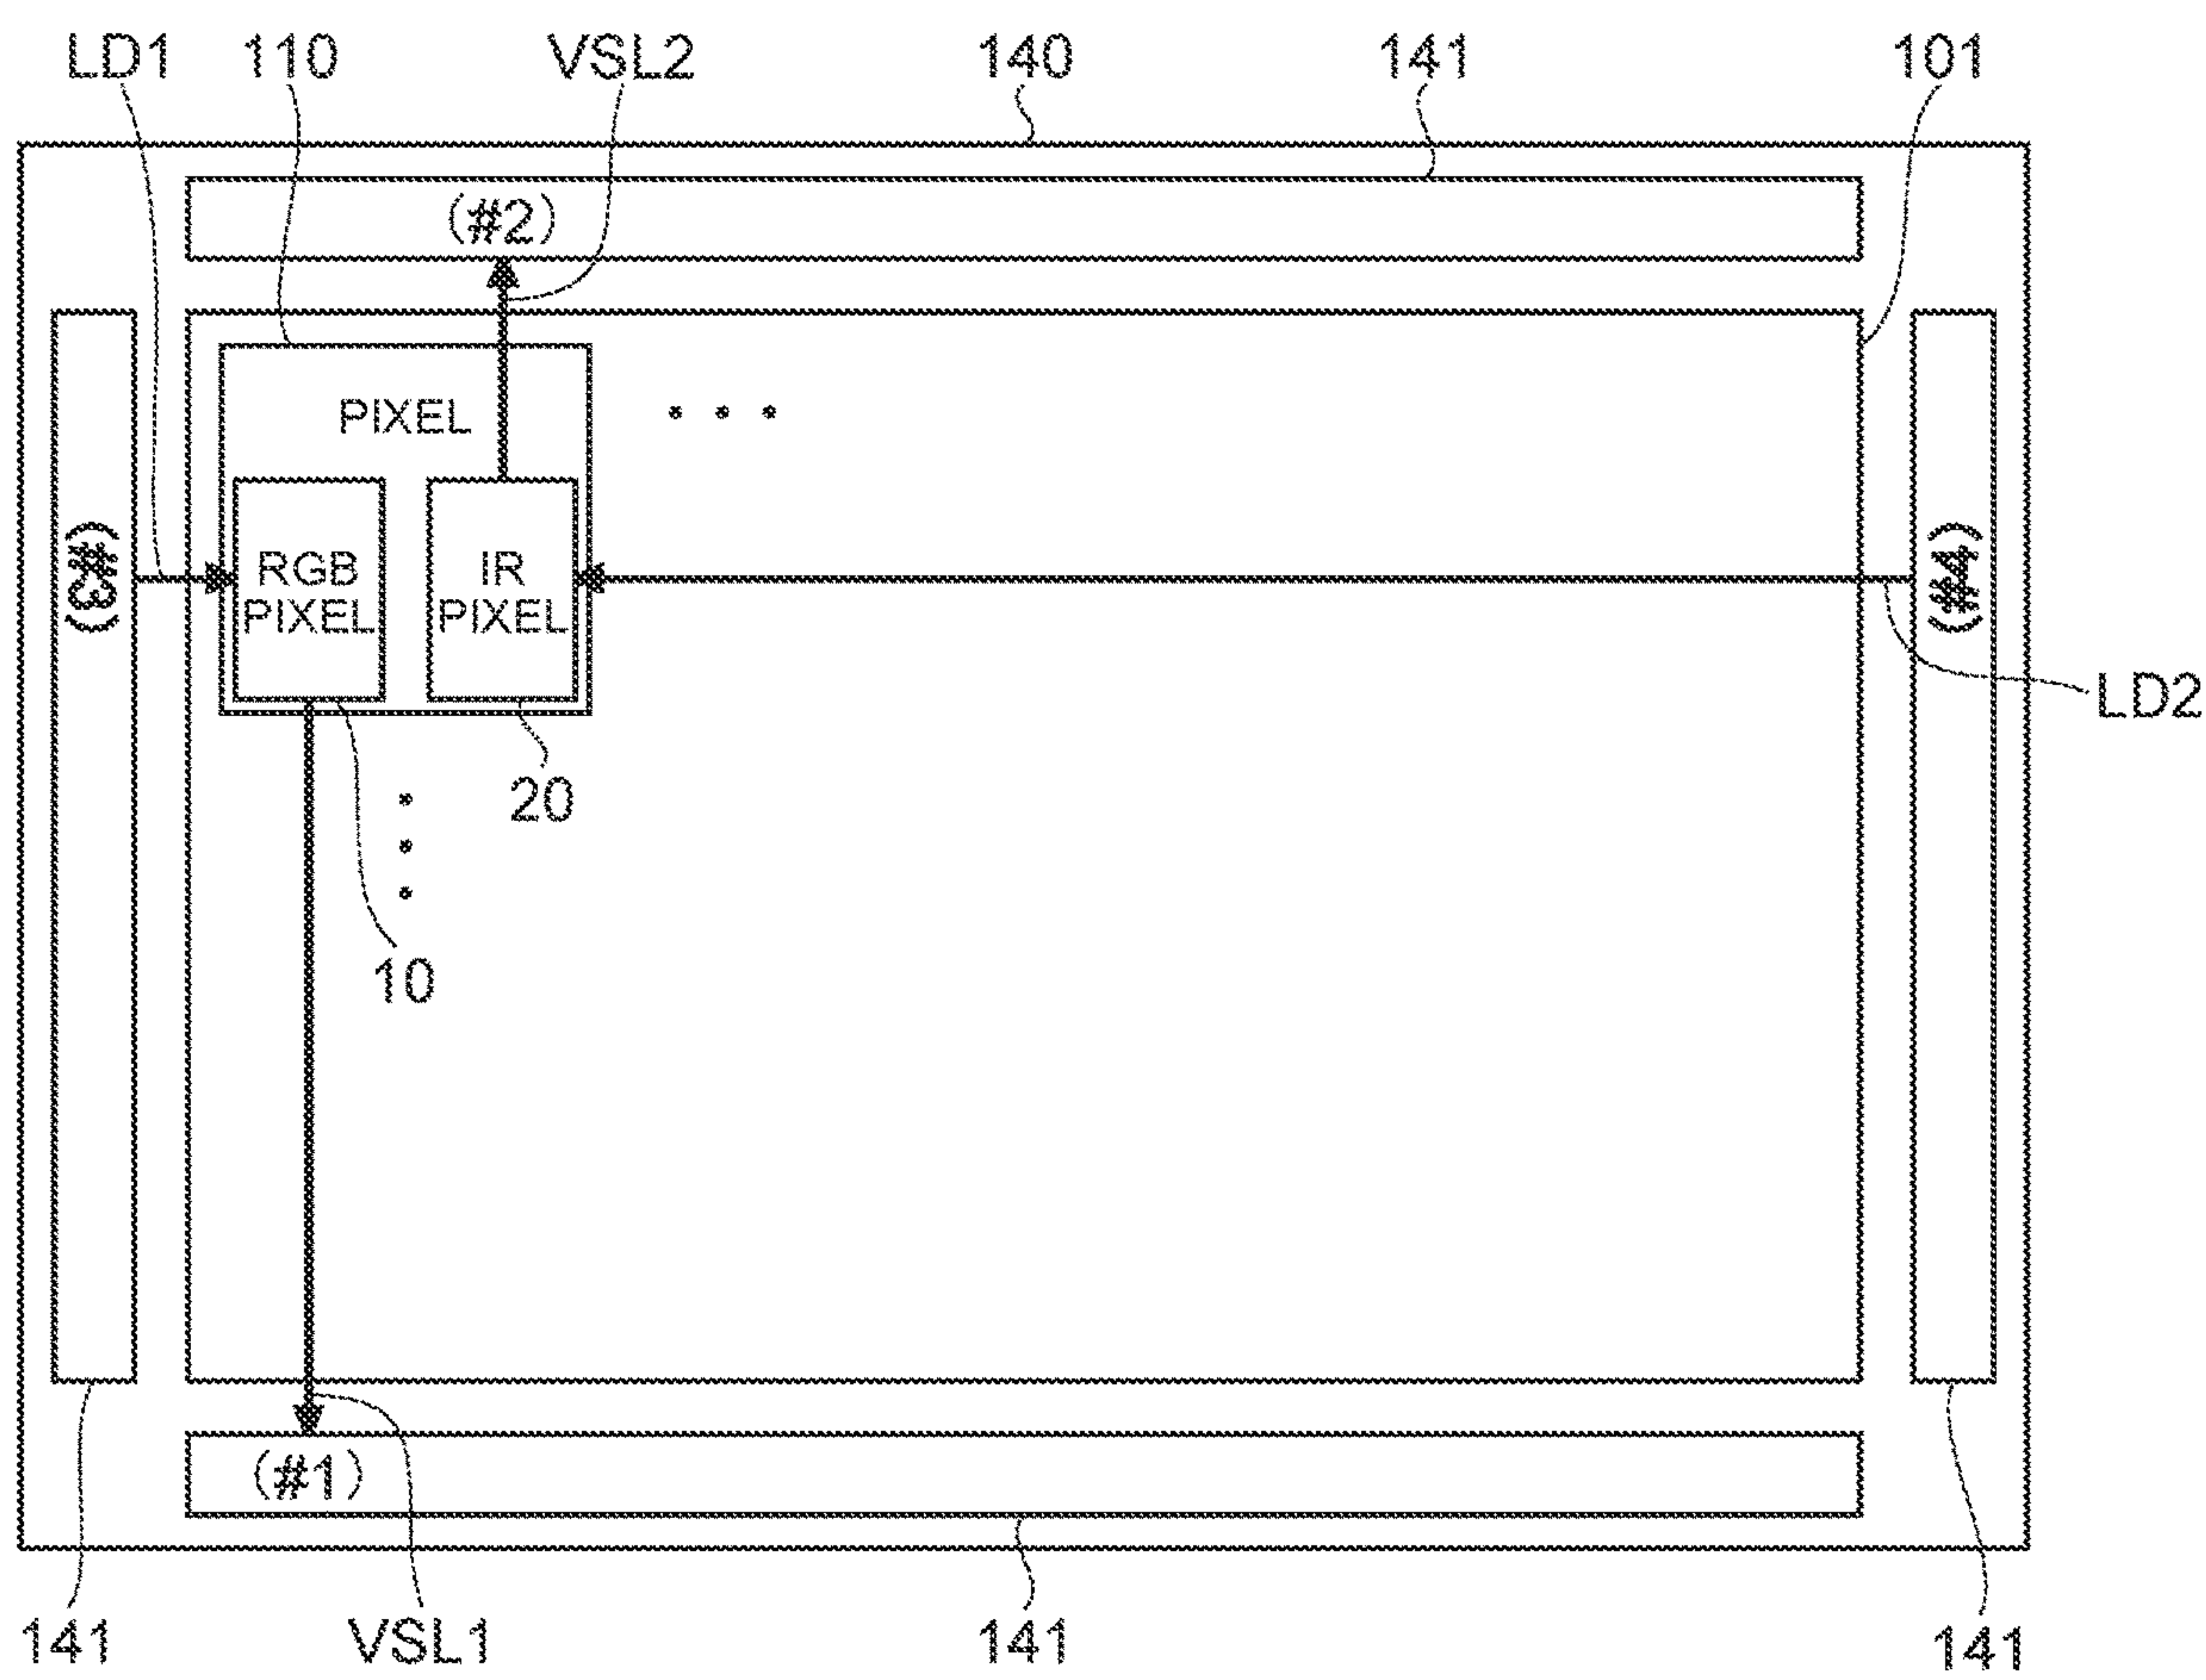 LD1 110 VSL2 140 141 101
(#2)
PIXEL
• • •
RGB
PIXEL
IR
PIXEL
(#3)
(#4)
LD2
20
10
(#1)
141 VSL1 141 141